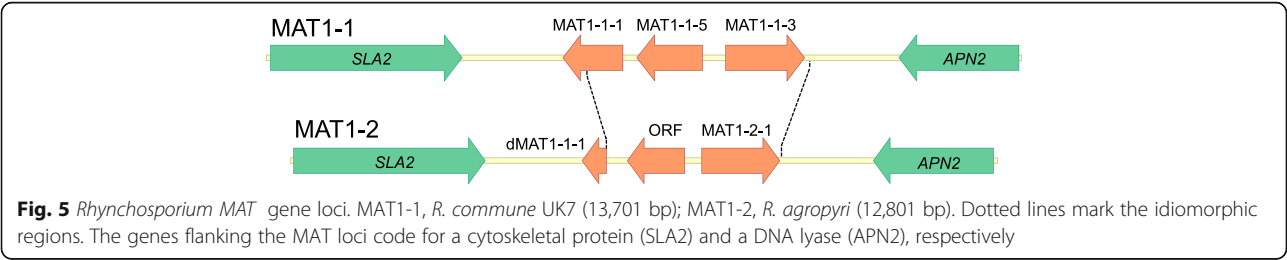 MAT1-1
MAT1-1-1 MAT1-1-5 MAT1-1-3
SLA2 APN2
MAT1-2
dMAT1-1-1 ORF MAT1-2-1
SLA2 APN2
Fig. 5 Rhynchosporium MAT gene loci. MAT1-1, R. commune UK7 (13,701 bp); MAT1-2, R. agropyri (12,801 bp). Dotted lines mark the idiomorphic
regions. The genes flanking the MAT loci code for a cytoskeletal protein (SLA2) and a DNA lyase (APN2), respectively